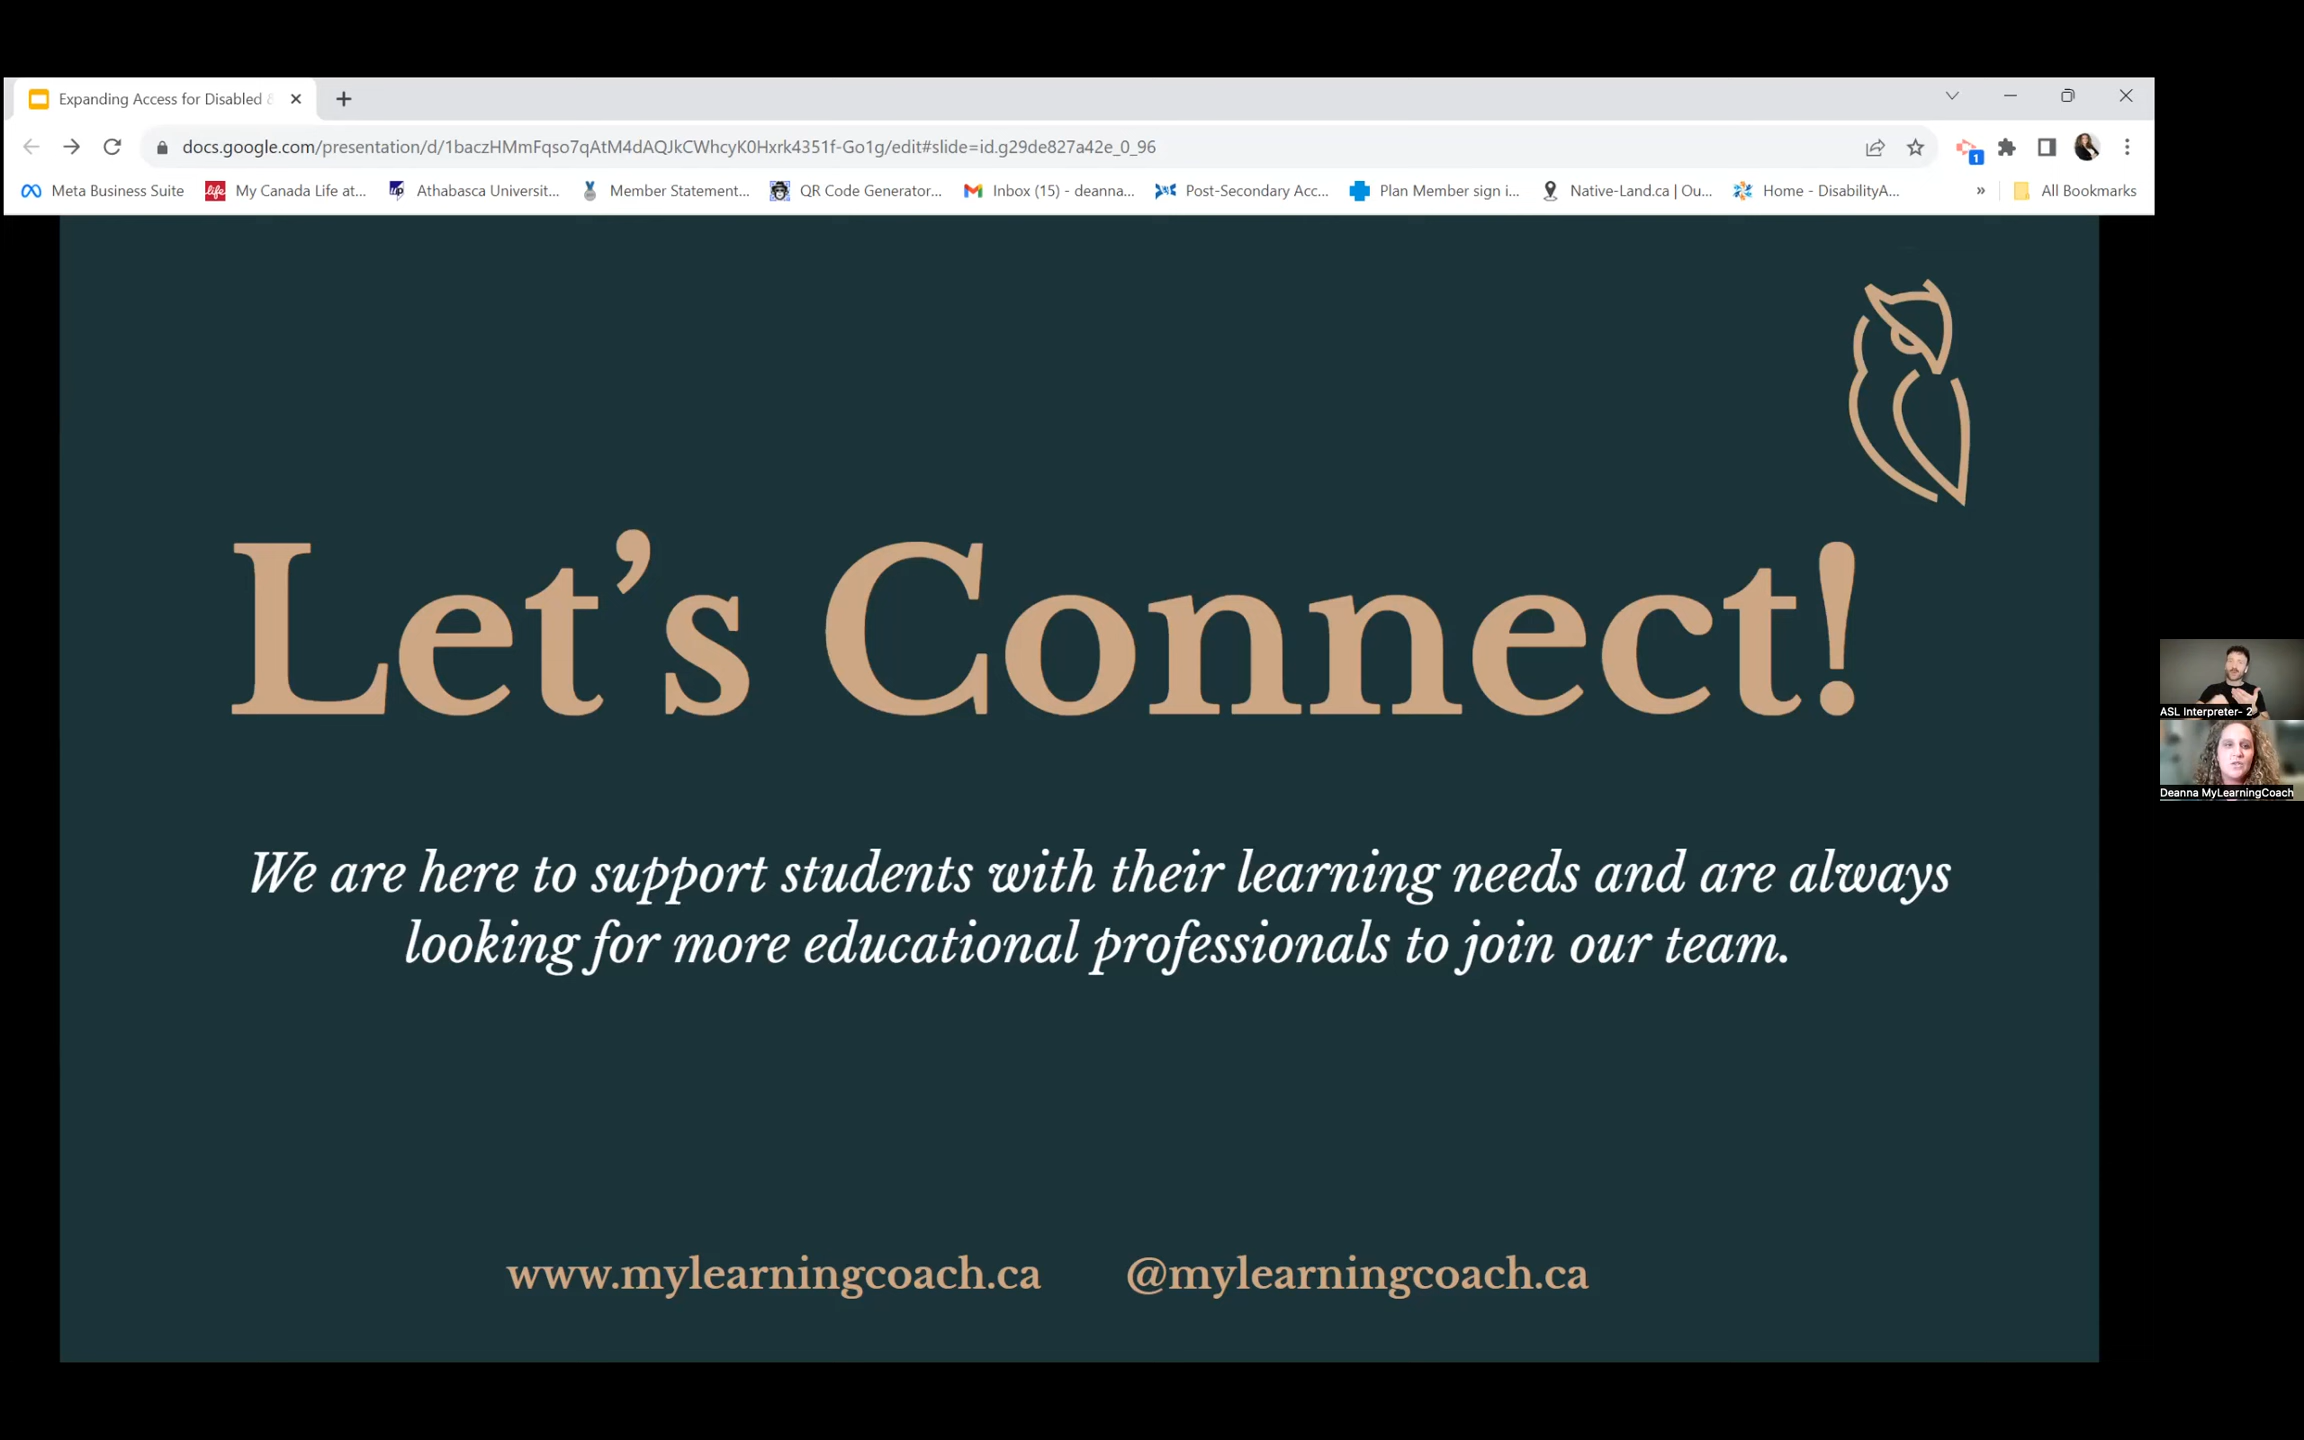 Expanding Access for Disabled &
docs.google.com/presentation/d/1baczHMmFqso7qAtM4dAQJkCWhcyK0Hxrk4351f-Go1g/edit#slide=id.g29de827a42e_0_96
1
Meta Business Suite My Canada Life at... Athabasca Universit... Member Statement... QR Code Generator... Inbox (15) - deanna... Post-Secondary Acc... Plan Member sign i... Native-Land.ca | Ou... Home - DisabilityA... » All Bookmarks
Let's Connect!
We are here to support students with their learning needs and are always
looking for more educational professionals to join our team.
www.mylearningcoach.ca @mylearningcoach.ca
ASL Interpreter- 2
Deanna MyLearningCoach